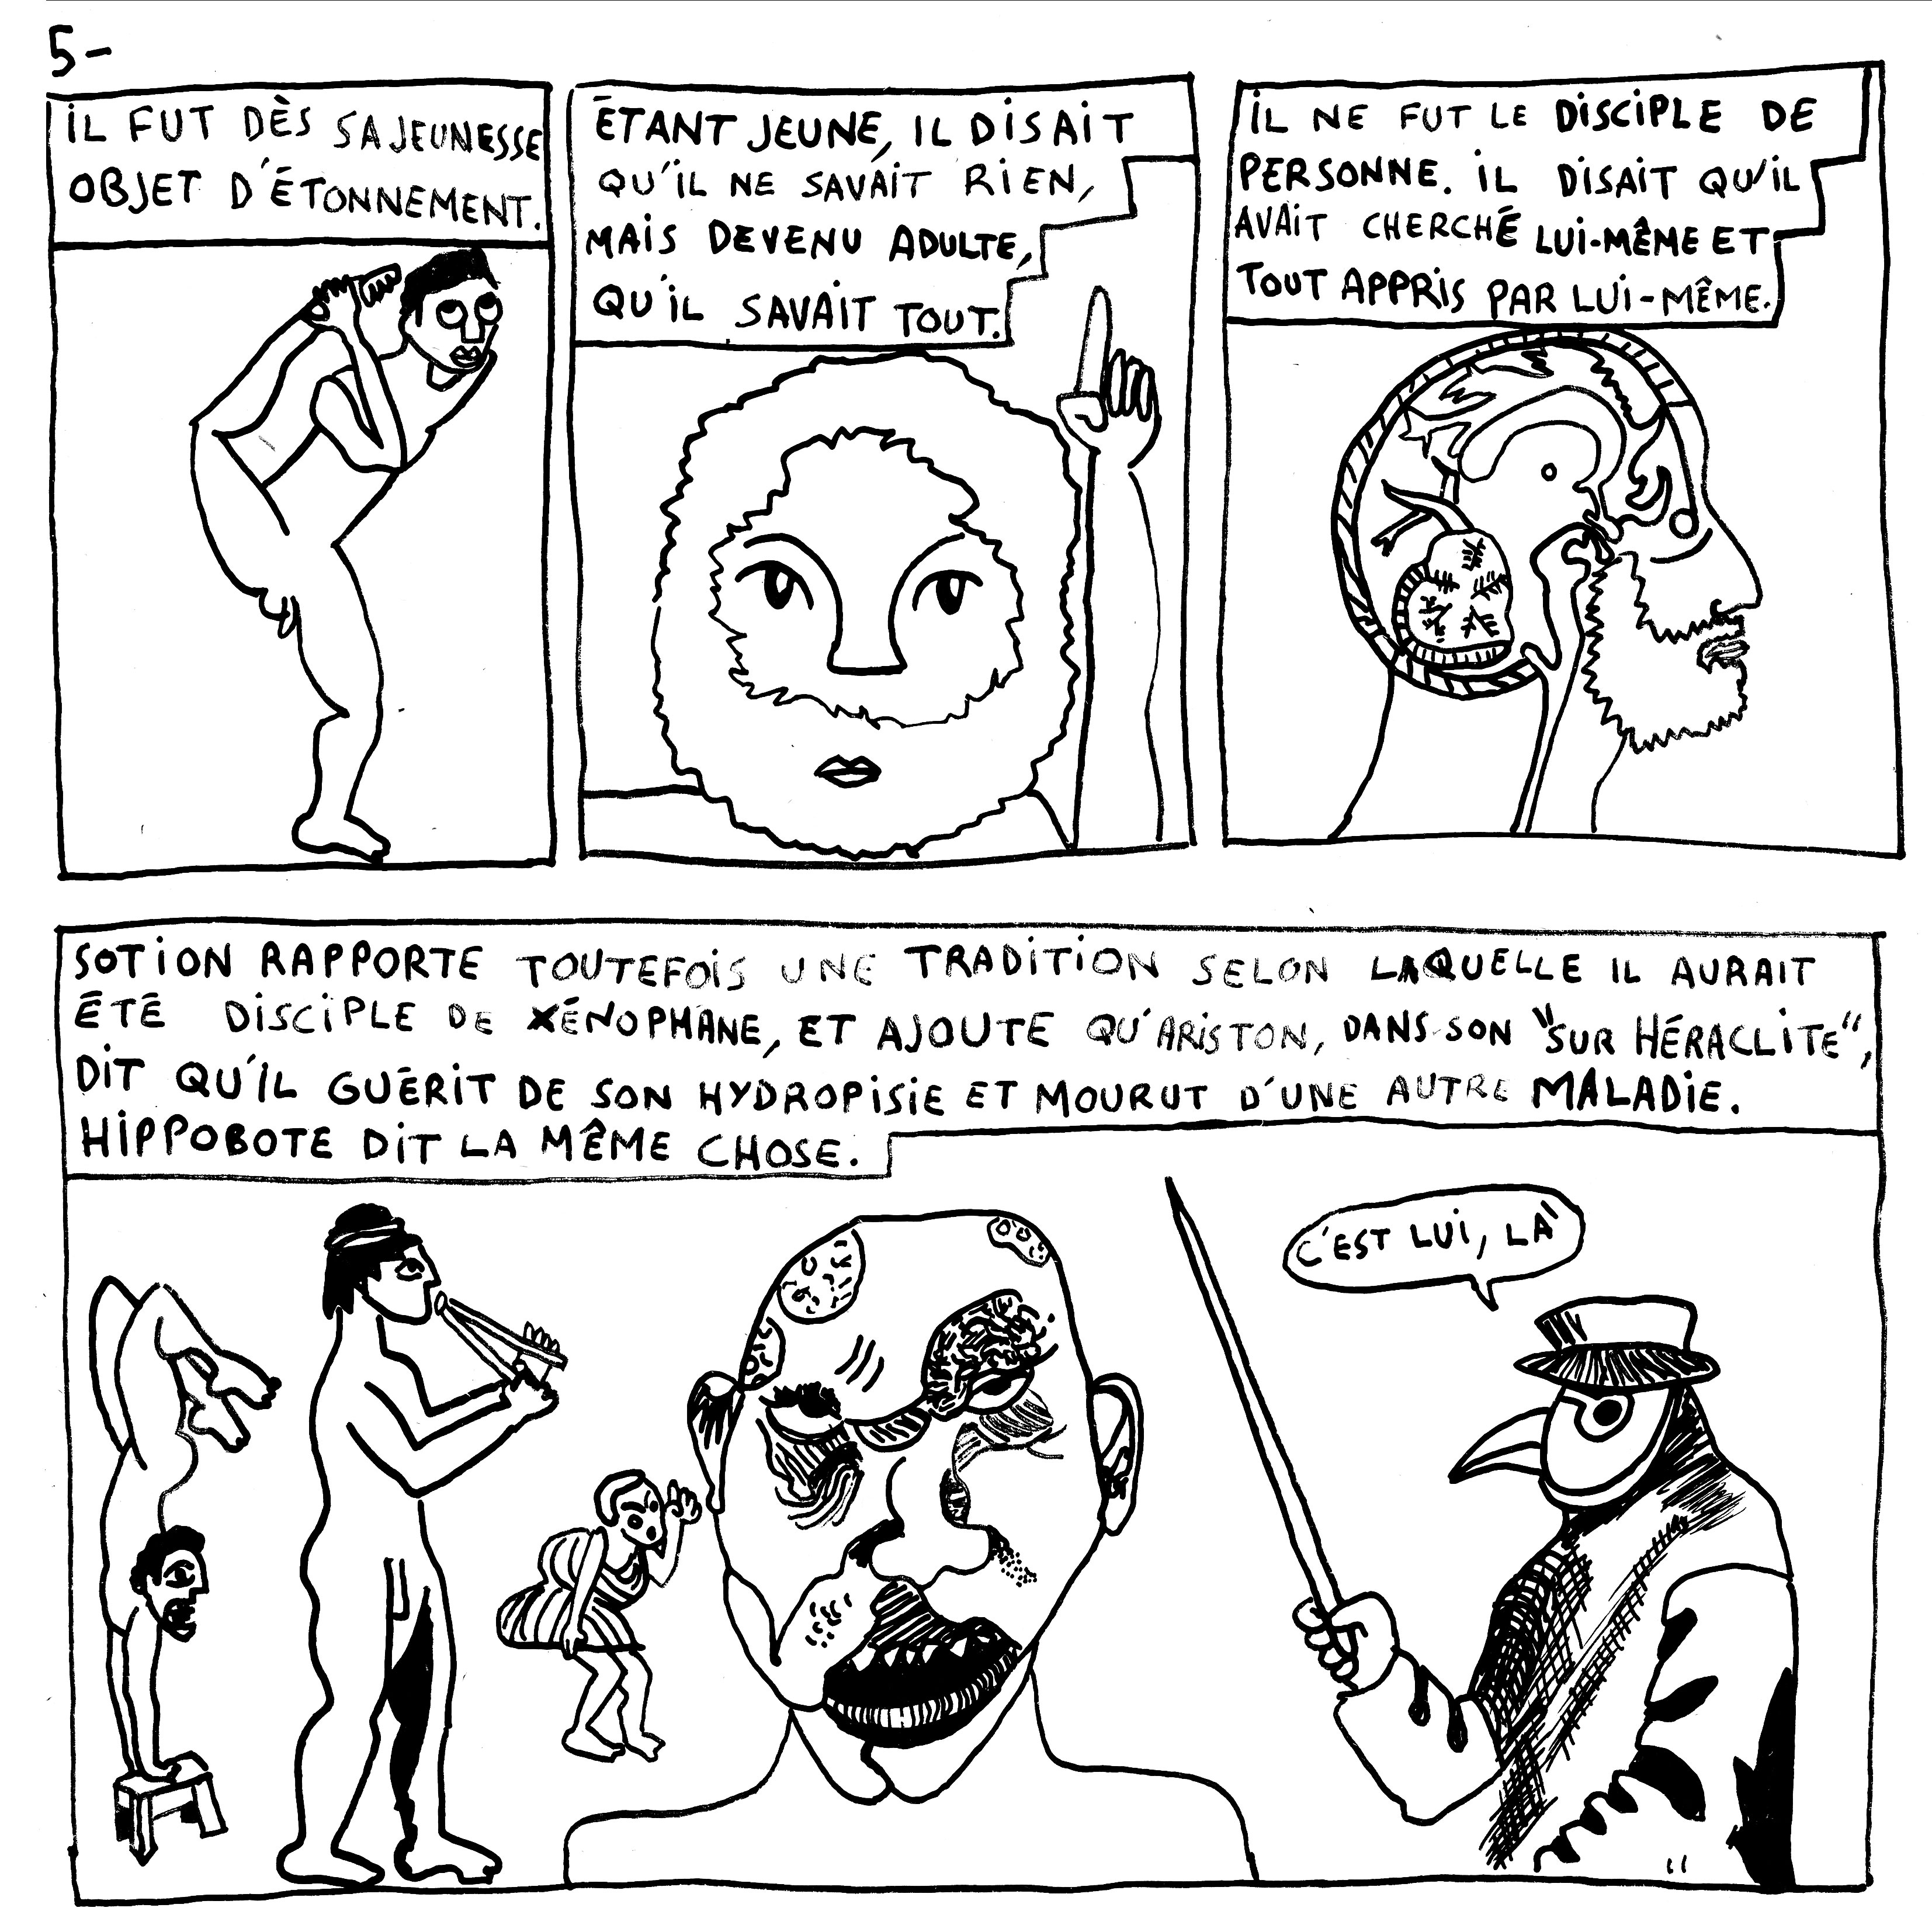 5-
IL FUT DÈS SA JEUNESSE
OBJET D'ÉTONNEMENT.
ÉTANT JEUNE, IL DISAIT
QU'IL NE SAVAIT RIEN,
MAIS DEVENU ADULTE,
QU'IL SAVAIT TOUT.
IL NE FUT LE DISCIPLE DE
PERSONNE. IL DISAIT QU'IL
AVAIT CHERCHÉ LUI-MÊME ET
TOUT APPRIS PAR LUI-MÊME.
SOTION RAPPORTE TOUTEFOIS UNE TRADITION SELON LAQUELLE IL AURAIT
ÉTÉ DISCIPLE DE XÉNOPHANE, ET AJOUTE QU'ARISTON, DANS SON "SUR HÉRACLITE",
DIT QU'IL GUÉRIT DE SON HYDROPISIE ET MOURUT D'UNE AUTRE MALADIE.
HIPPOBOTE DIT LA MÊME CHOSE.
C'EST LUI, LÀ